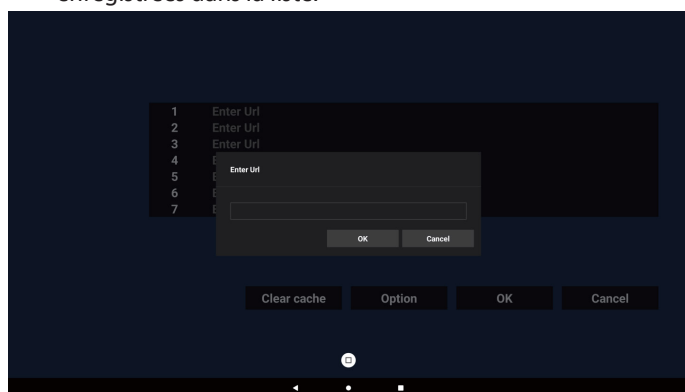 enregistrées dans la liste.
1 Enter Url
2 Enter Url
3 Enter Url
4 E
5 E
6 E
7 E
Enter Url
OK Cancel
Clear cache Option OK Cancel